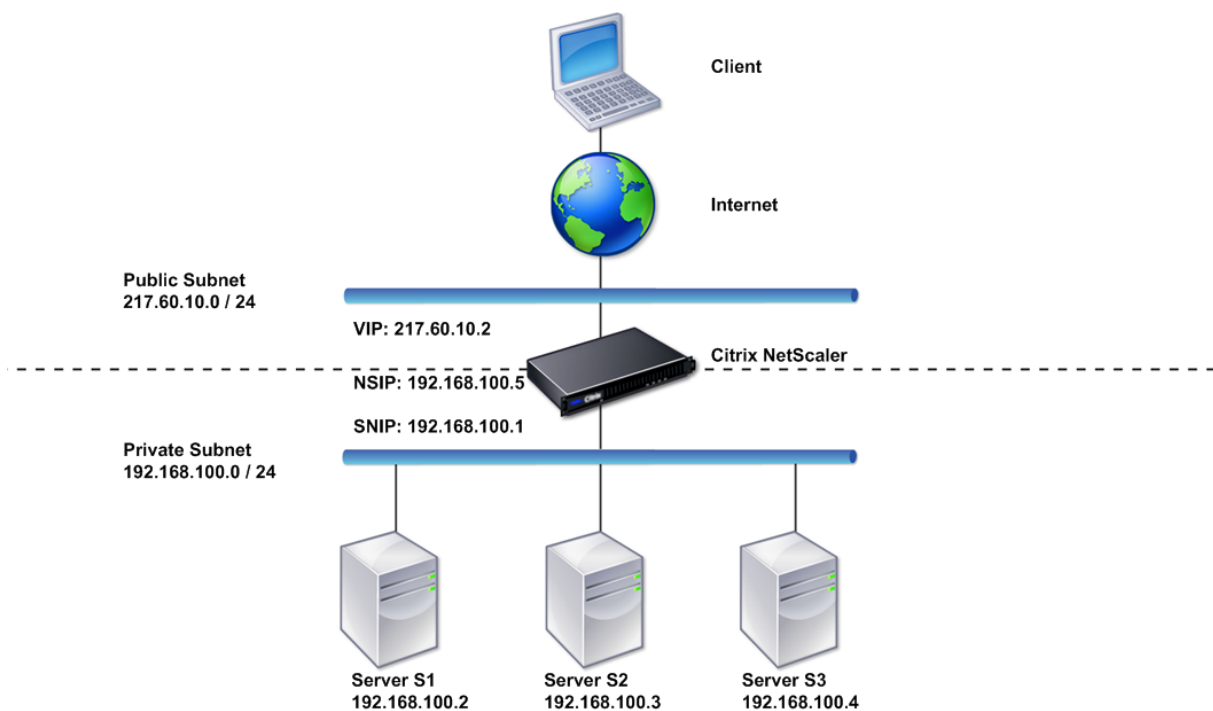 Client
Internet
Public Subnet
217.60.10.0 / 24
VIP: 217.60.10.2
Citrix NetScaler
NSIP: 192.168.100.5
SNIP: 192.168.100.1
Private Subnet
192.168.100.0 / 24
Server S1
192.168.100.2
Server S2
192.168.100.3
Server S3
192.168.100.4